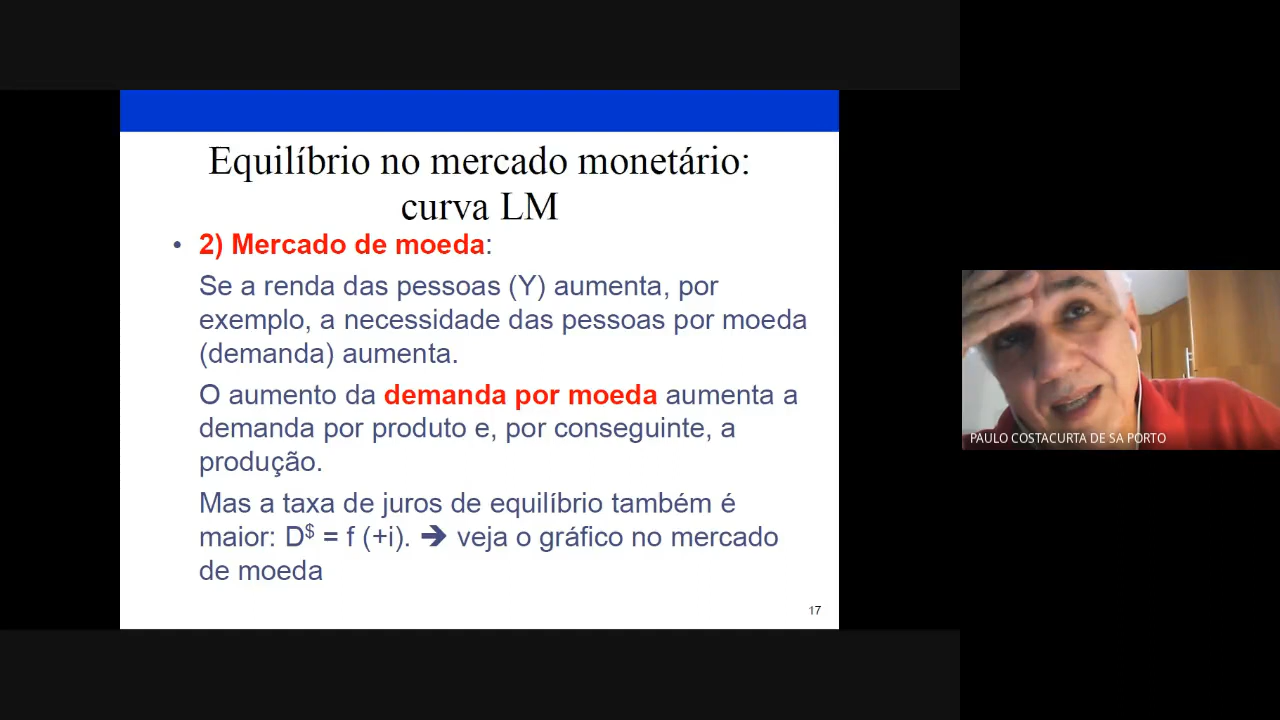 Equilíbrio no mercado monetário:
curva LM
• 2) Mercado de moeda:
Se a renda das pessoas (Y) aumenta, por
exemplo, a necessidade das pessoas por moeda
(demanda) aumenta.
O aumento da demanda por moeda aumenta a
demanda por produto e, por conseguinte, a
produção.
Mas a taxa de juros de equilíbrio também é
maior: D$ = f (+i). ➔ veja o gráfico no mercado
de moeda
17
PAULO COSTACURTA DE SA PORTO